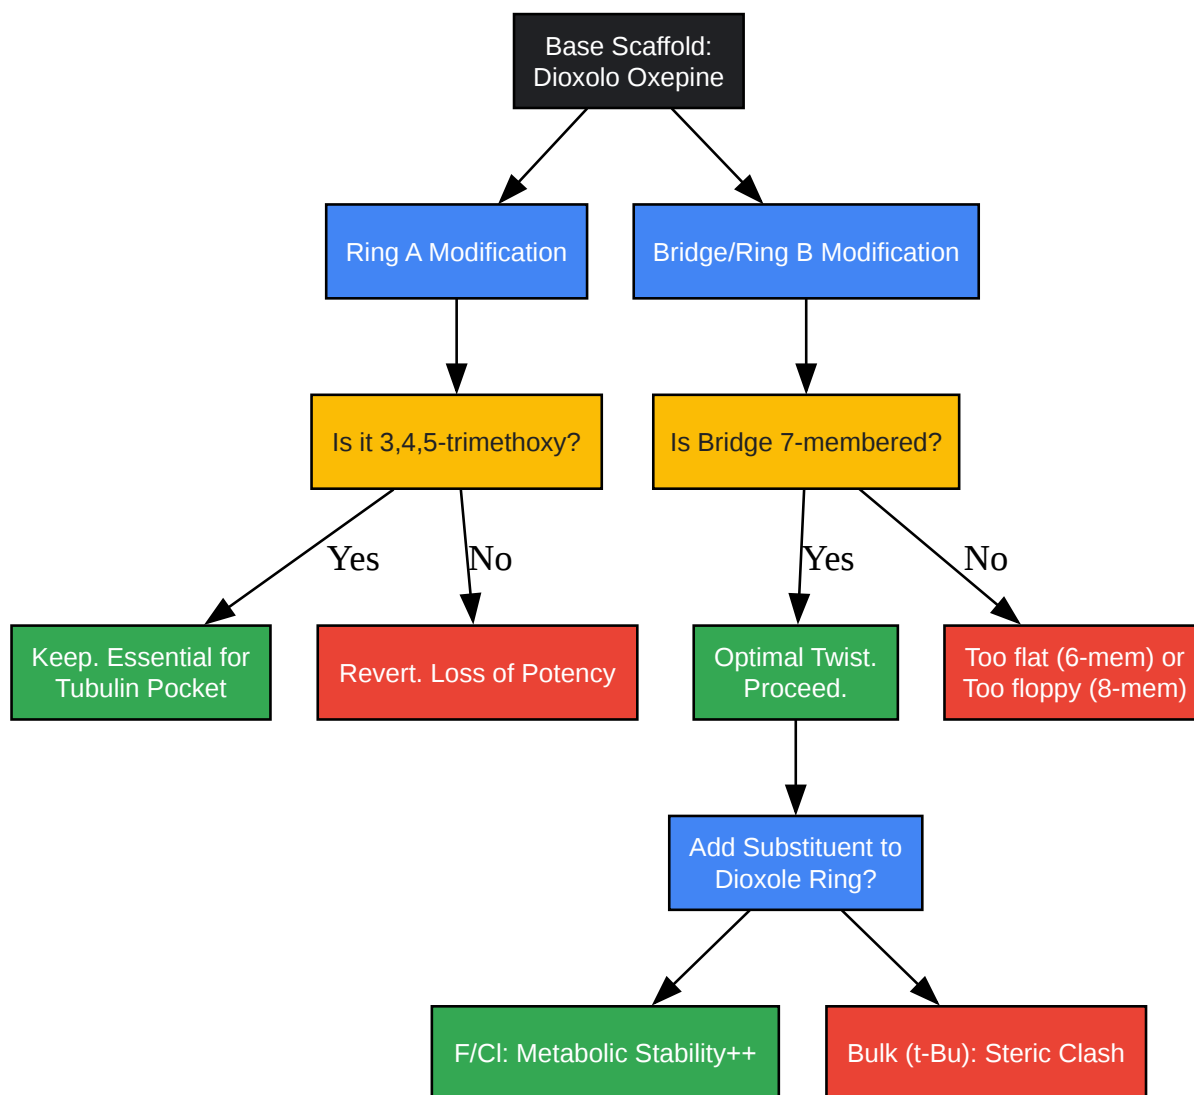 Base Scaffold:
Dioxolo Oxepine
Ring A Modification
Bridge/Ring B Modification
Is it 3,4,5-trimethoxy?
Is Bridge 7-membered?
Yes
No
Yes
No
Keep. Essential for
Tubulin Pocket
Revert. Loss of Potency
Optimal Twist.
Proceed.
Too flat (6-mem) or
Too floppy (8-mem)
Add Substituent to
Dioxole Ring?
F/Cl: Metabolic Stability++
Bulk (t-Bu): Steric Clash